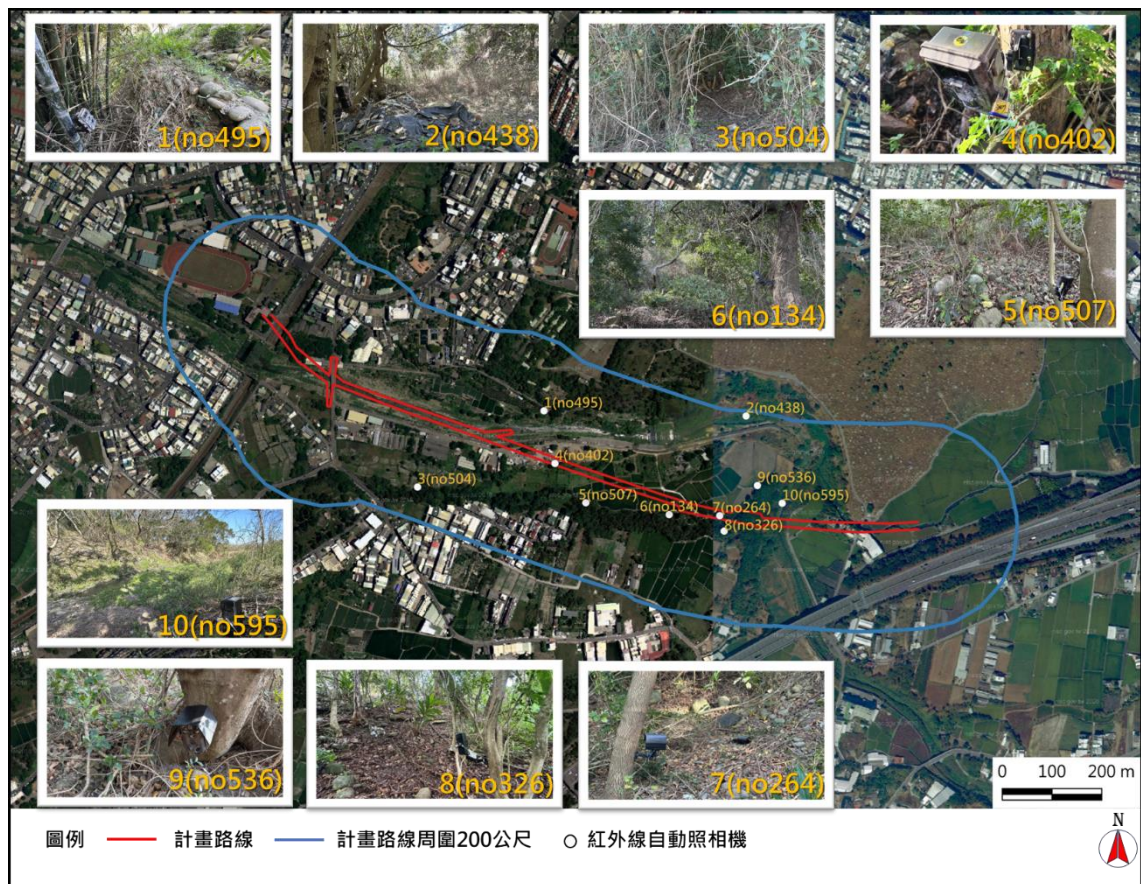 1(no495)
2(no438)
3(no504)
4(no402)
6(no134)
5(no507)
1(no495)
2(no438)
4(no402)
3(no504)
9(no536)
5(no507)
10(no595)
6(no134)
7(no264)
8(no326)
10(no595)
9(no536)
8(no326)
7(no264)
0 100 200 m
圖例
計畫路線
計畫路線周圍200公尺
紅外線自動照相機
N